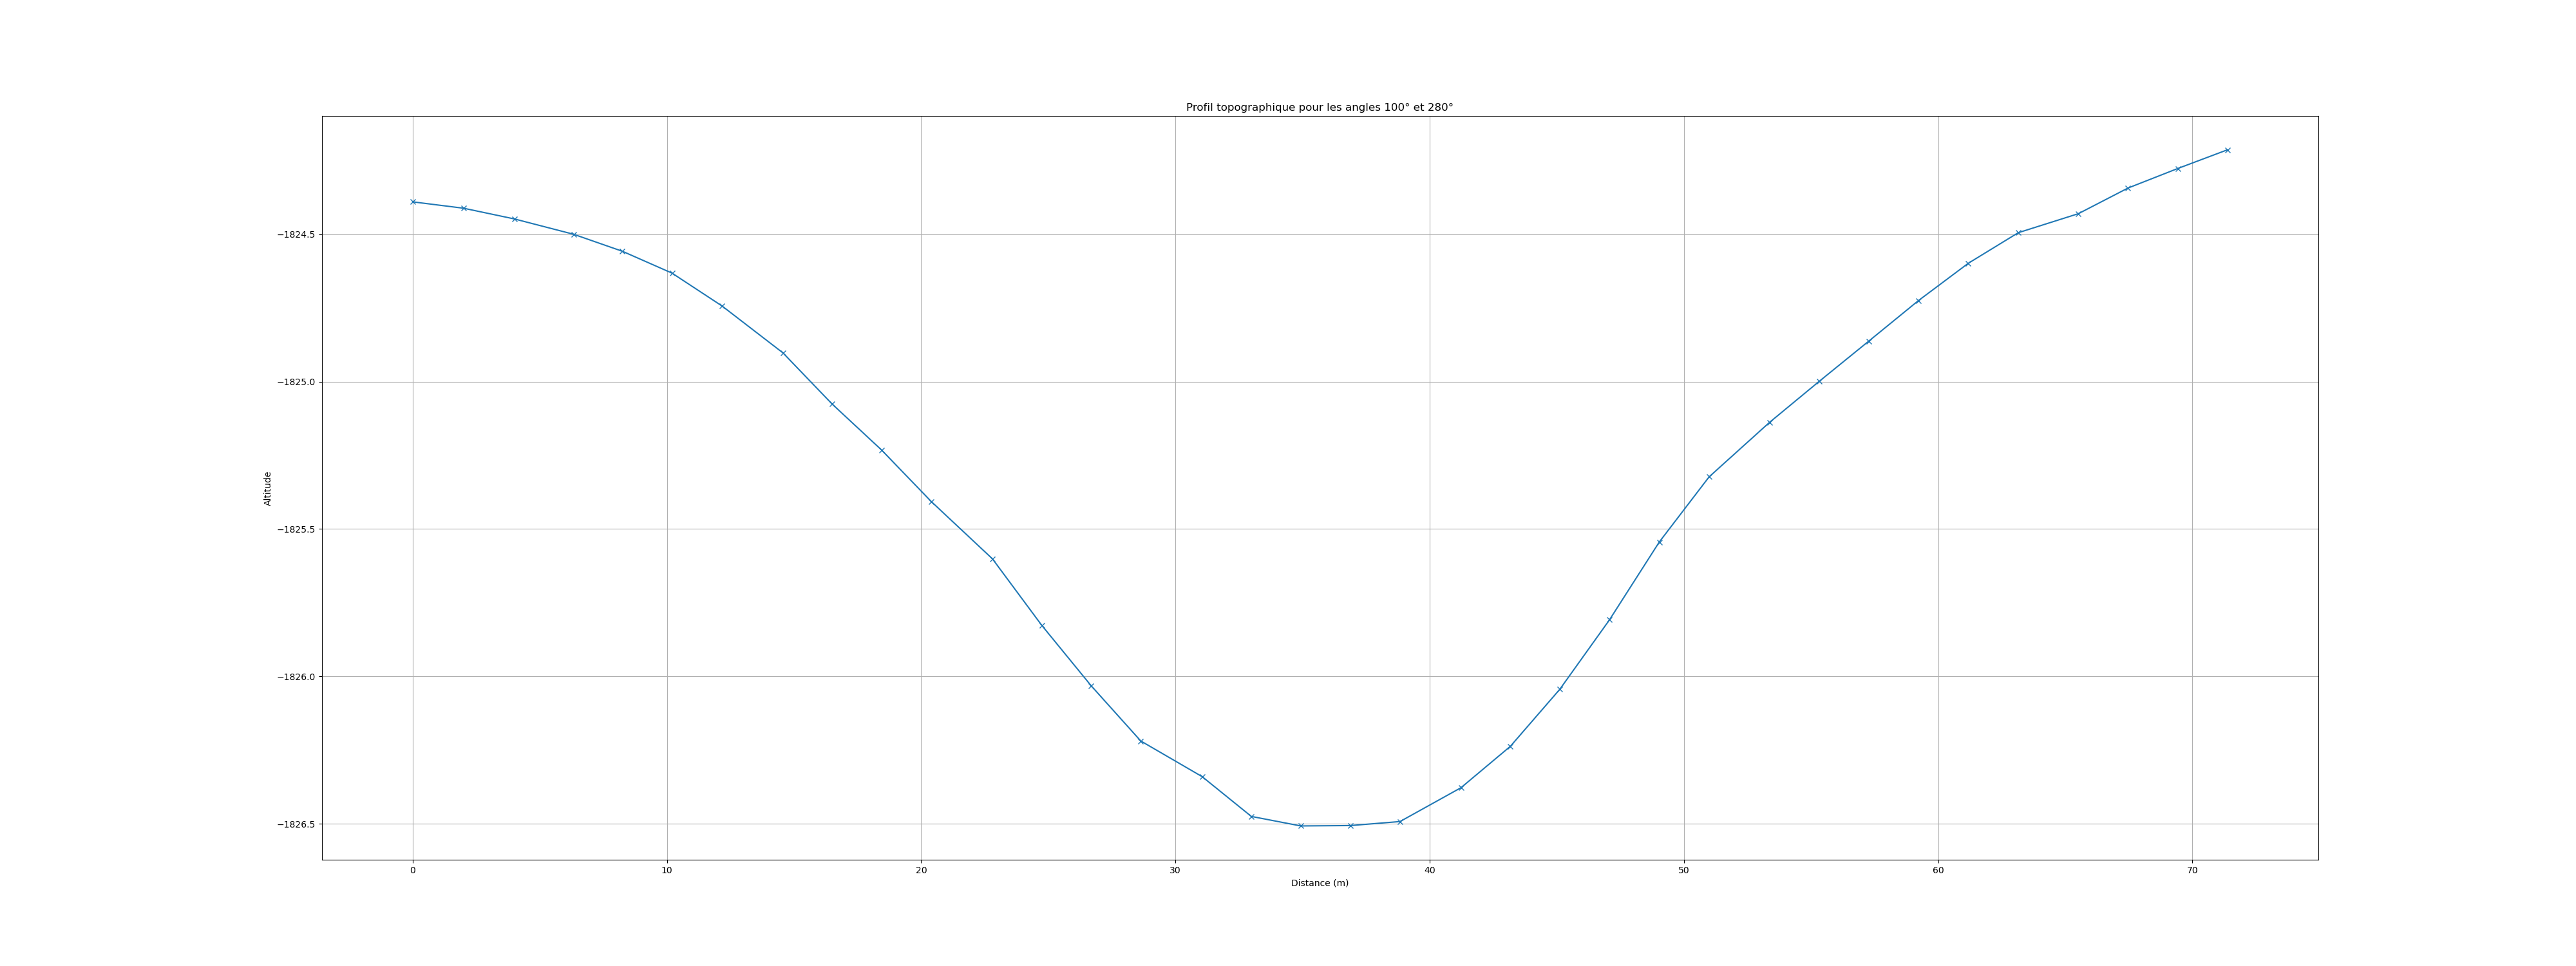 Profil topographique pour les angles 100° et 280°
Altitude
−1824.5
−1825.0
−1825.5
−1826.0
−1826.5
0 10 20 30 40 50 60 70
Distance (m)